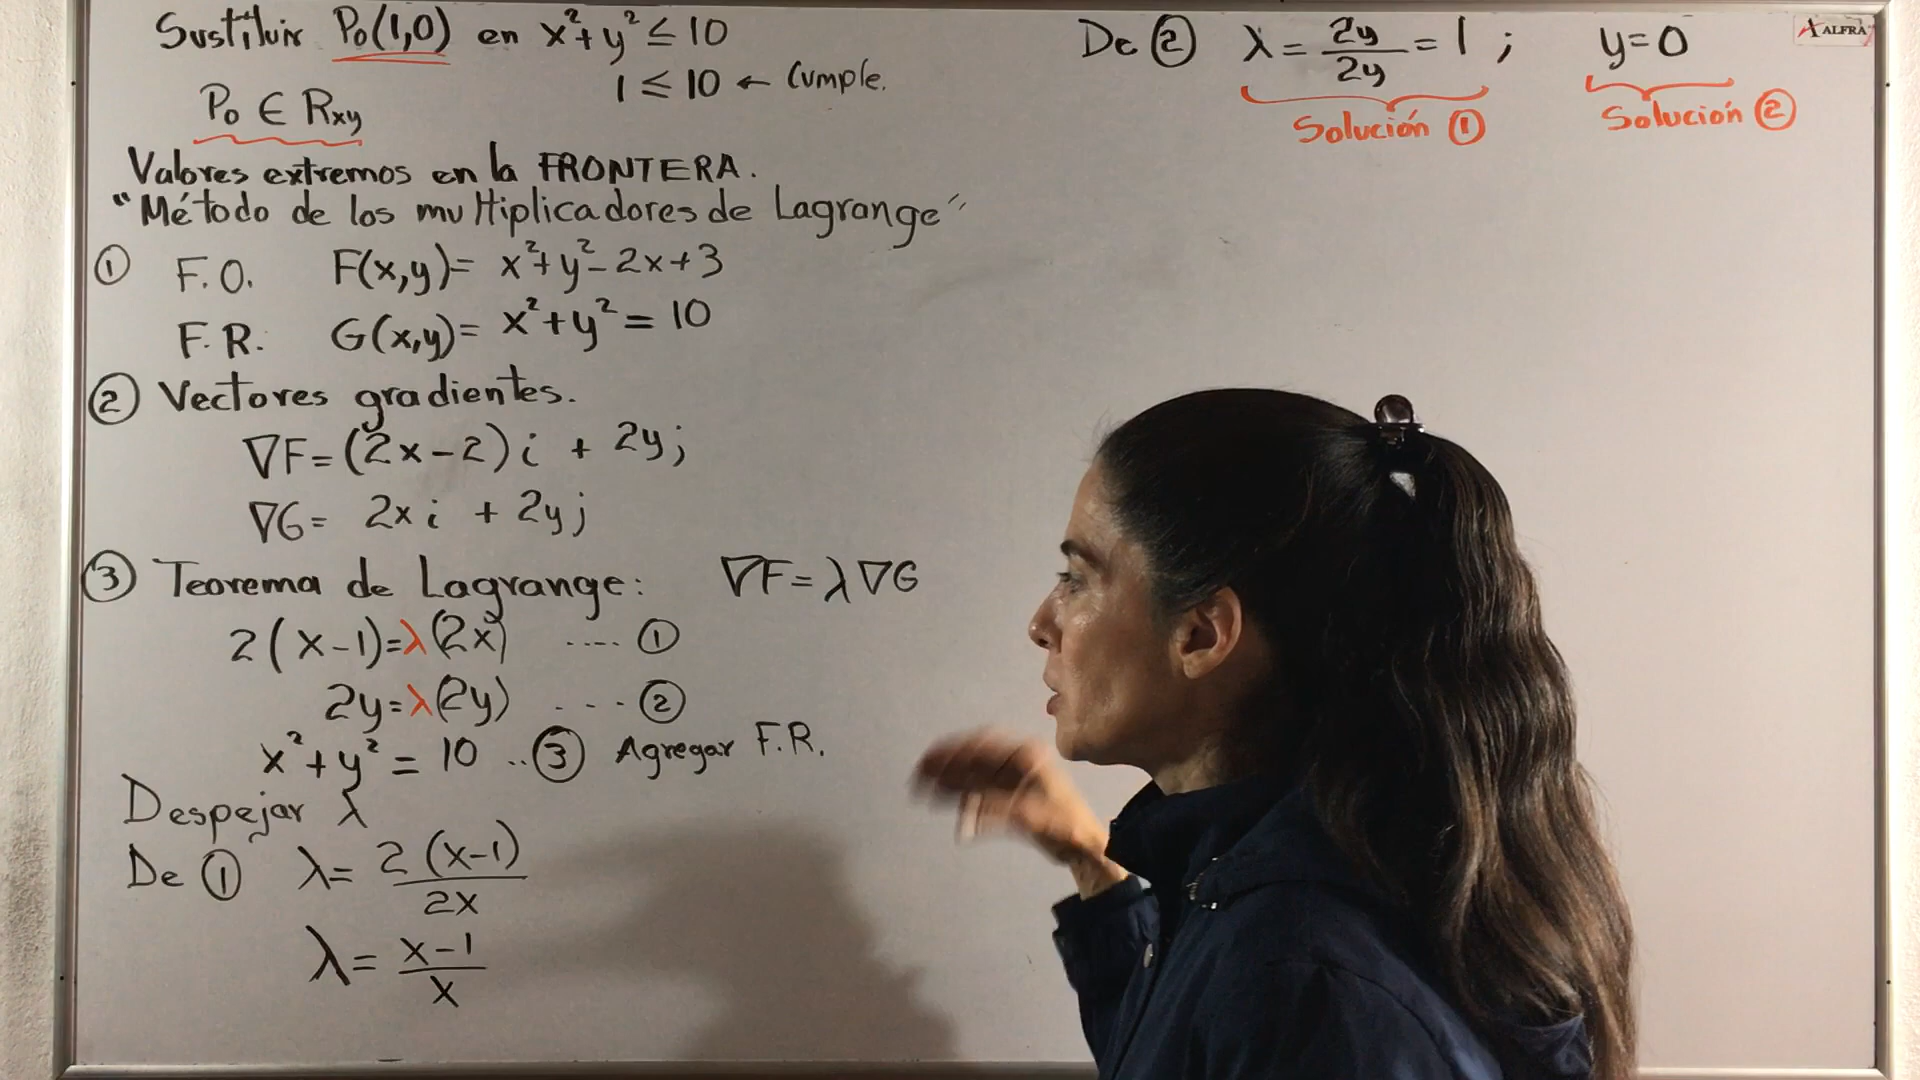 Sustituir P₀(1,0) en x²+y² ≤ 10
1 ≤ 10 ← Cumple.
P₀ ∈ Rxy
Valores extremos en la FRONTERA.
"Método de los multiplicadores de Lagrange"
① F.O. F(x,y)= x²+y²-2x+3
F.R. G(x,y)= x²+y² = 10
② Vectores gradientes.
∇F=(2x-2)i + 2yj
∇G= 2xi + 2yj
③ Teorema de Lagrange: ∇F=λ∇G
2(x-1)=λ(2x) .... ①
2y=λ(2y) ... ②
x²+y² = 10 ..③ Agregar F.R.
Despejar λ
De ① λ= 2(x-1)/2x
λ= x-1/x
De ② λ= 2y/2y = 1 ; y=0
Solución ① Solución ②
ALFRA